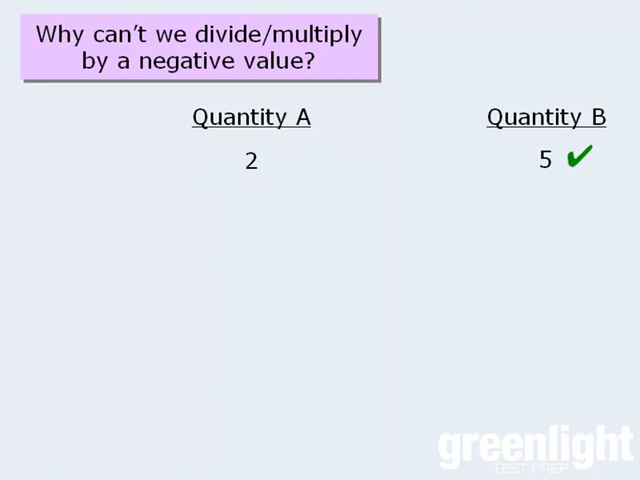 Why can't we divide/multiply
by a negative value?
Quantity A Quantity B
2 5 ✔
greenlight
TEST PREP